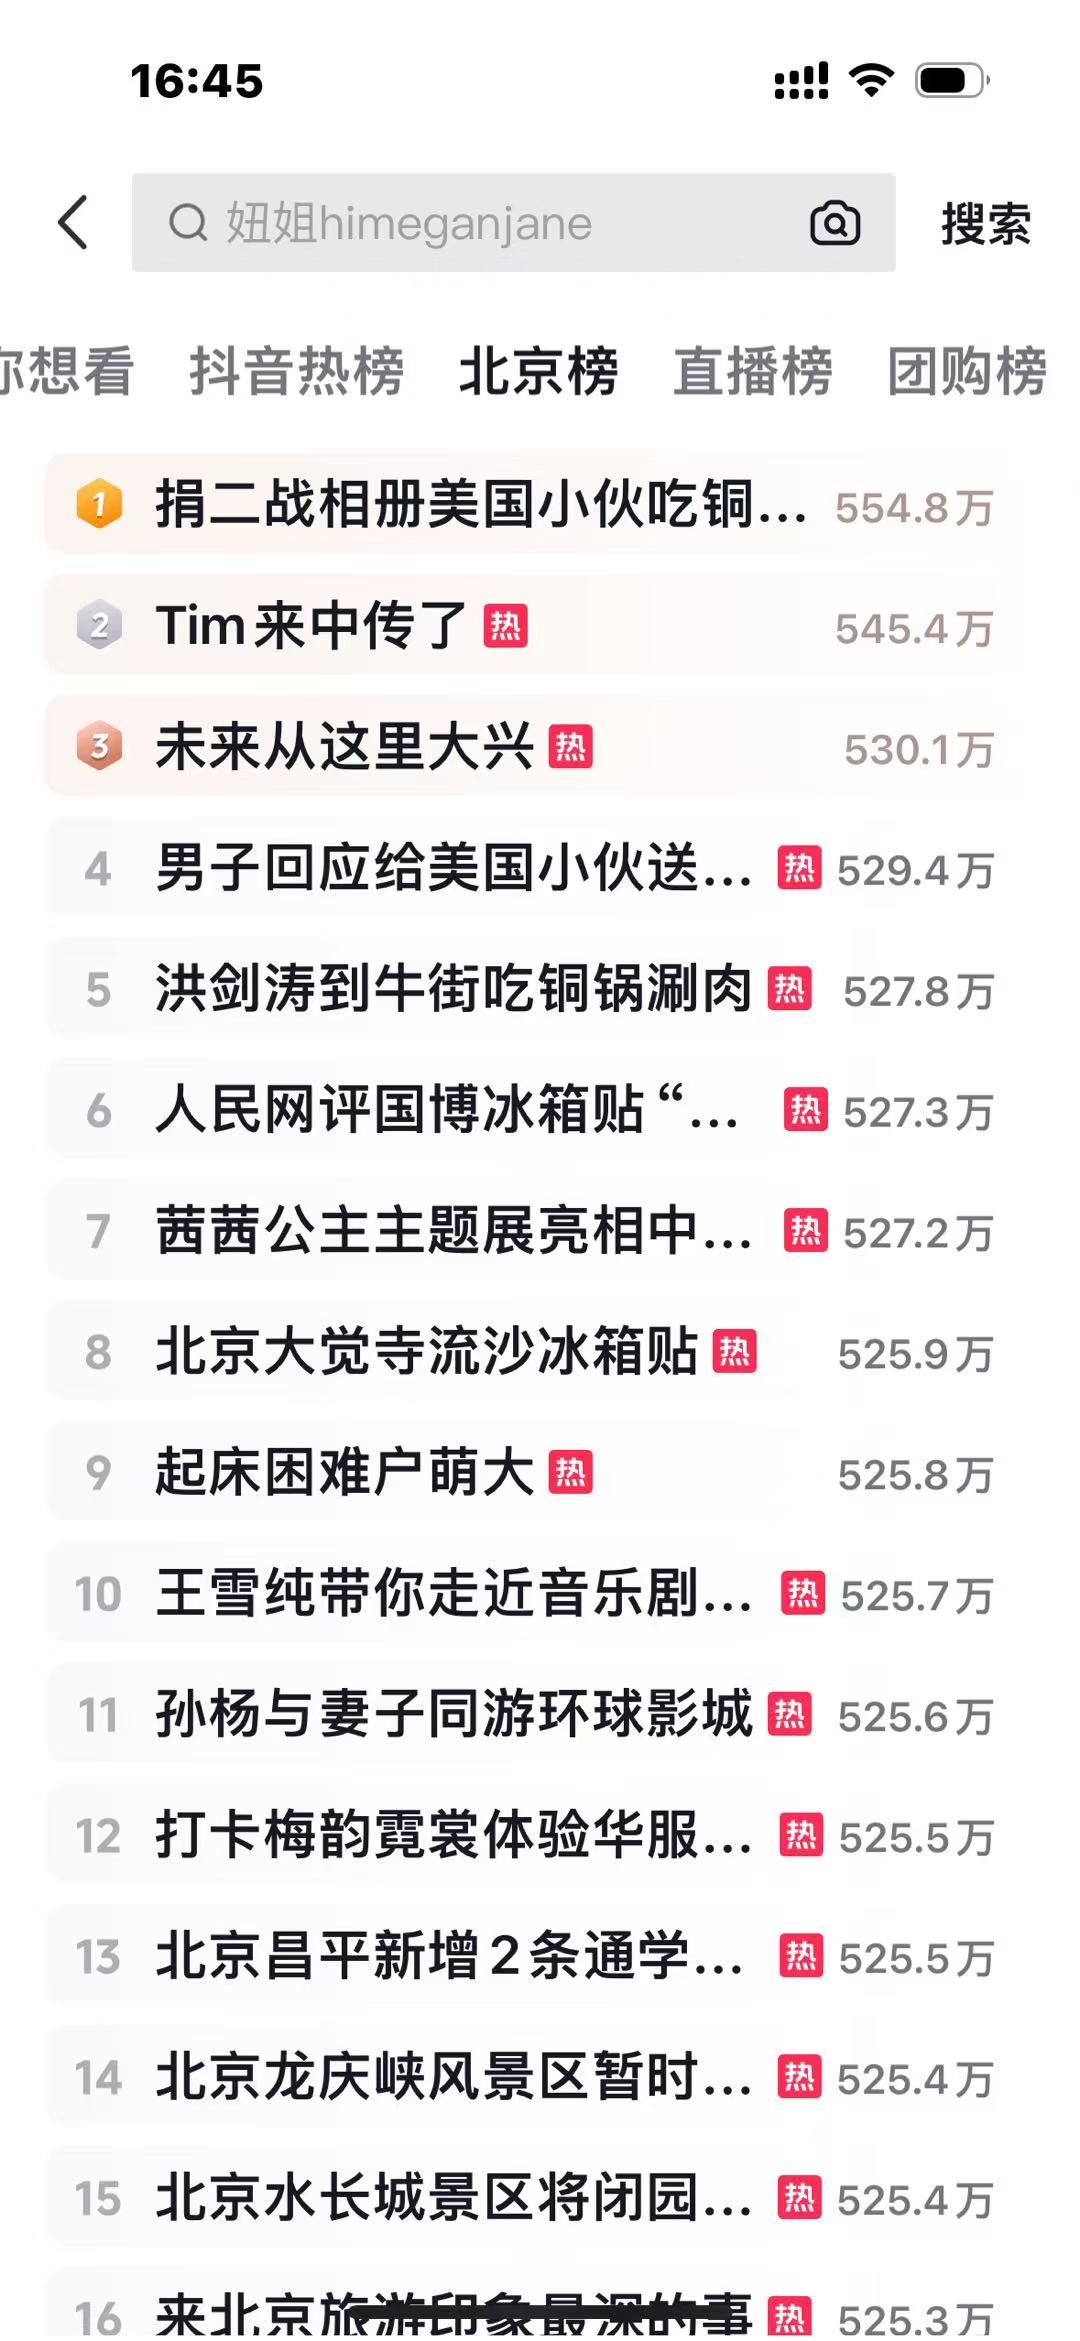 16:45
妞姐himeganjane
搜索
你想看 抖音热榜 北京榜 直播榜 团购榜
1 捐二战相册美国小伙吃铜... 554.8万
2 Tim来中传了 热 545.4万
3 未来从这里大兴 热 530.1万
4 男子回应给美国小伙送... 热 529.4万
5 洪剑涛到牛街吃铜锅涮肉 热 527.8万
6 人民网评国博冰箱贴“... 热 527.3万
7 茜茜公主主题展亮相中... 热 527.2万
8 北京大觉寺流沙冰箱贴 热 525.9万
9 起床困难户萌大 热 525.8万
10 王雪纯带你走近音乐剧... 热 525.7万
11 孙杨与妻子同游环球影城 热 525.6万
12 打卡梅韵霓裳体验华服... 热 525.5万
13 北京昌平新增2条通学... 热 525.5万
14 北京龙庆峡风景区暂时... 热 525.4万
15 北京水长城景区将闭园... 热 525.4万
16 来北京旅游印象最深的事 热 525.3万